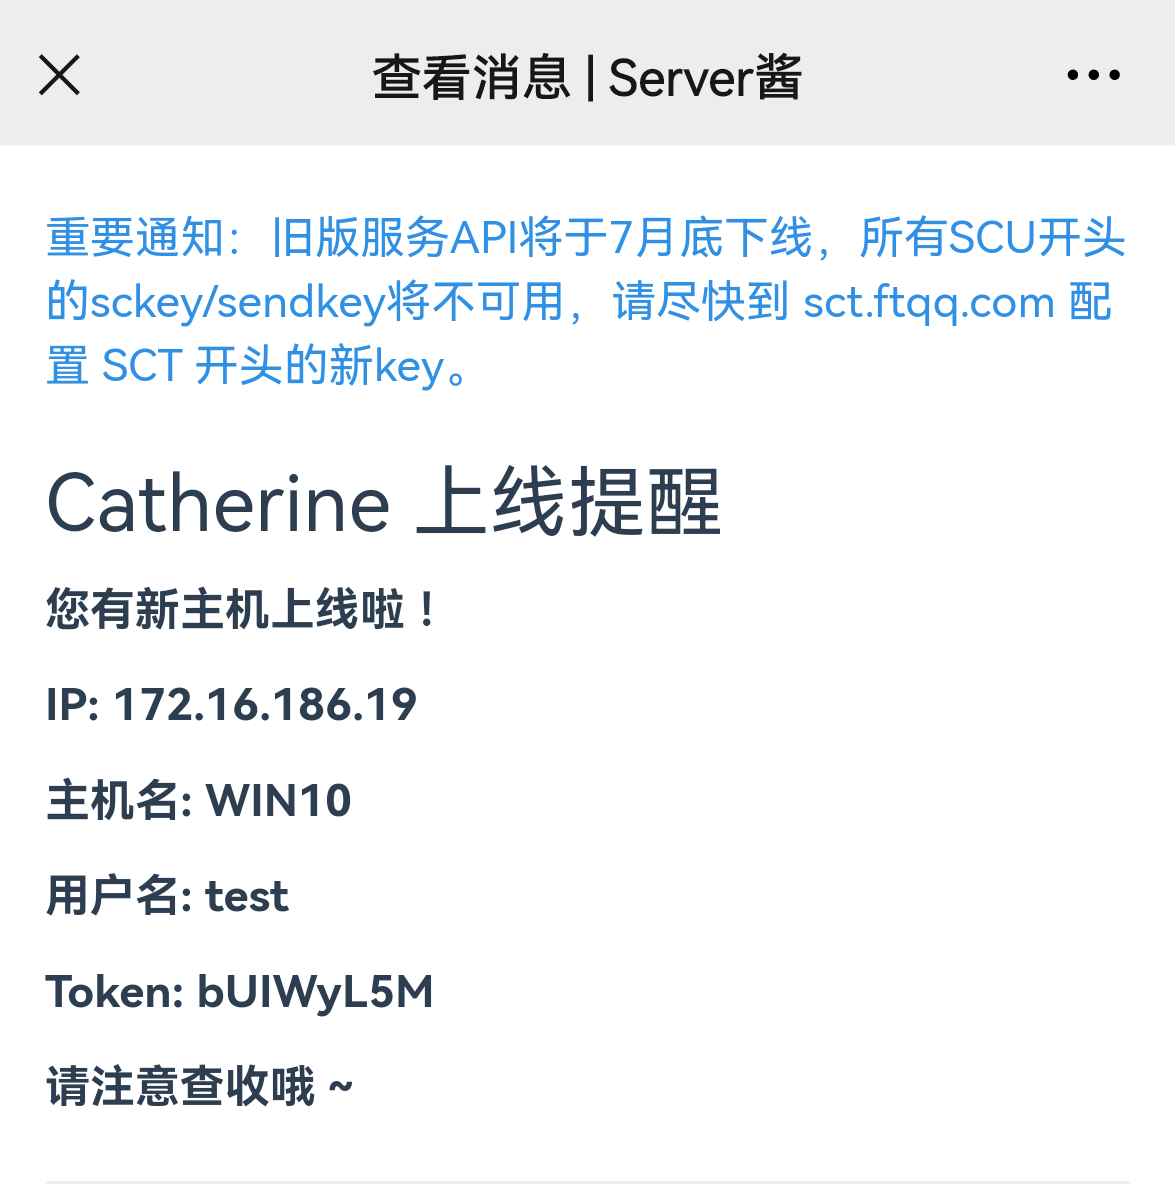 查看消息 | Server酱
重要通知：旧版服务API将于7月底下线，所有SCU开头
的sckey/sendkey将不可用，请尽快到 sct.ftqq.com 配
置 SCT 开头的新key。
Catherine 上线提醒
您有新主机上线啦！
IP: 172.16.186.19
主机名: WIN10
用户名: test
Token: bUIWyL5M
请注意查收哦 ~